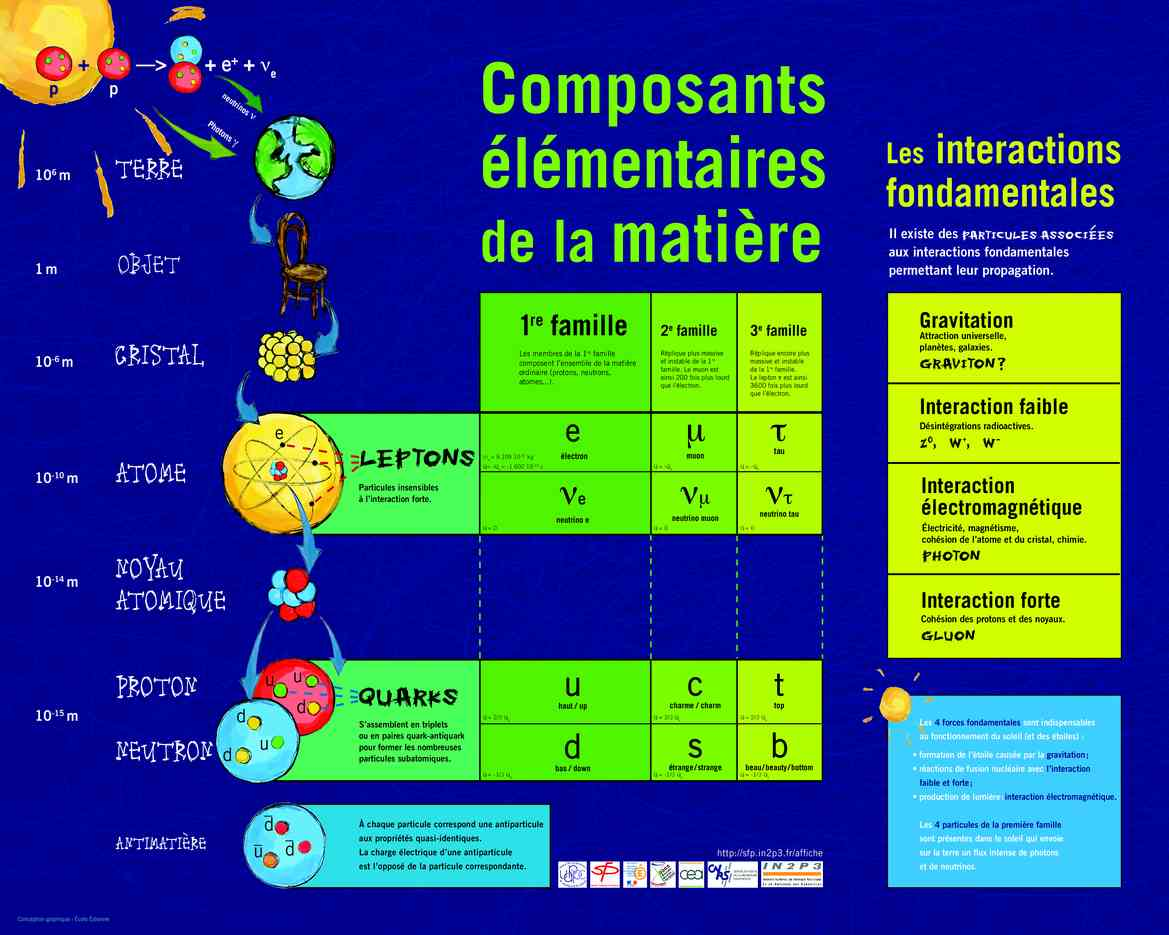 p + p —> + e⁺ + νₑ
neutrinos ν
Photons γ
10⁶ m
TERRE
1 m
OBJET
10⁻⁶ m
CRISTAL
10⁻¹⁰ m
ATOME
e
10⁻¹⁴ m
NOYAU
ATOMIQUE
PROTON
10⁻¹⁵ m
NEUTRON
u
u
d
d
u
d
ANTIMATIÈRE
d̅
u̅
d̅
Composants
élémentaires
de la matière
1re famille
Les membres de la 1re famille
composent l'ensemble de la matière
ordinaire (protons, neutrons,
atomes...).
2e famille
Réplique plus massive
et instable de la 1re
famille. Le muon est
ainsi 200 fois plus lourd
que l'électron.
3e famille
Réplique encore plus
massive et instable
de la 1re famille.
Le lepton τ est ainsi
3600 fois plus lourd
que l'électron.
LEPTONS
Particules insensibles
à l'interaction forte.
e
électron
μ
muon
τ
tau
νe
neutrino e
νμ
neutrino muon
ντ
neutrino tau
QUARKS
S'assemblent en triplets
ou en paires quark-antiquark
pour former les nombreuses
particules subatomiques.
u
haut / up
c
charme / charm
t
top
d
bas / down
s
étrange/strange
b
beau/beauty/bottom
À chaque particule correspond une antiparticule
aux propriétés quasi-identiques.
La charge électrique d'une antiparticule
est l'opposé de la particule correspondante.
http://sfp.in2p3.fr/affiche
sfp
cea
CNRS
IN2P3
Les interactions
fondamentales
Il existe des PARTICULES ASSOCIÉES
aux interactions fondamentales
permettant leur propagation.
Gravitation
Attraction universelle,
planètes, galaxies.
GRAVITON ?
Interaction faible
Désintégrations radioactives.
Z⁰, W⁺, W⁻
Interaction
électromagnétique
Électricité, magnétisme,
cohésion de l'atome et du cristal, chimie.
PHOTON
Interaction forte
Cohésion des protons et des noyaux.
GLUON
Les 4 forces fondamentales sont indispensables
au fonctionnement du soleil (et des étoiles) :
• formation de l'étoile causée par la gravitation;
• réactions de fusion nucléaire avec l'interaction
faible et forte;
• production de lumière interaction électromagnétique.
Les 4 particules de la première famille
sont présentes dans le soleil qui envoie
sur la terre un flux intense de photons
et de neutrinos.
Conception graphique - École Estienne